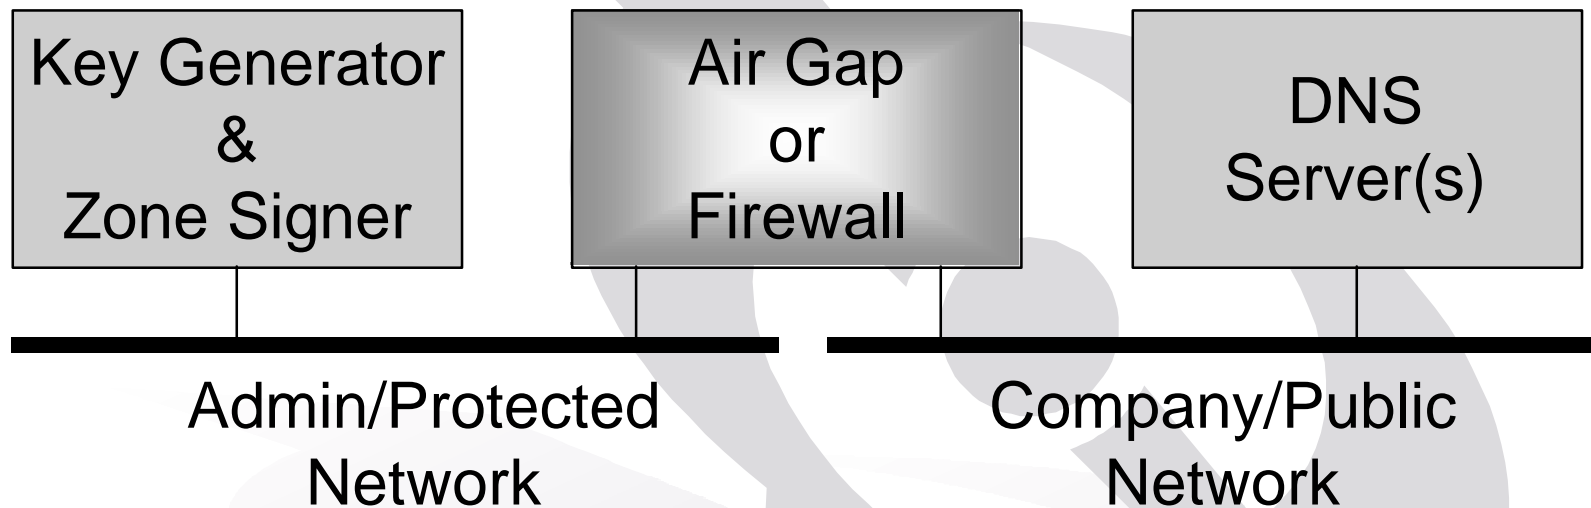 Key Generator
&
Zone Signer
Air Gap
or
Firewall
DNS
Server(s)
Admin/Protected
Network
Company/Public
Network